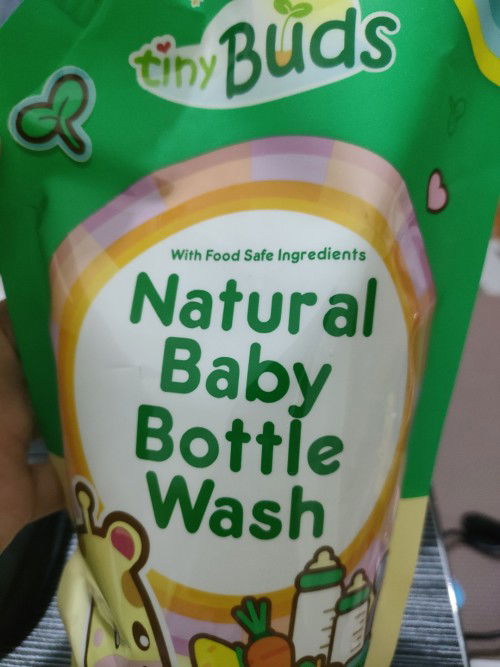 tiny Buds
With Food Safe Ingredients
Natural
Baby
Bottle
Wash